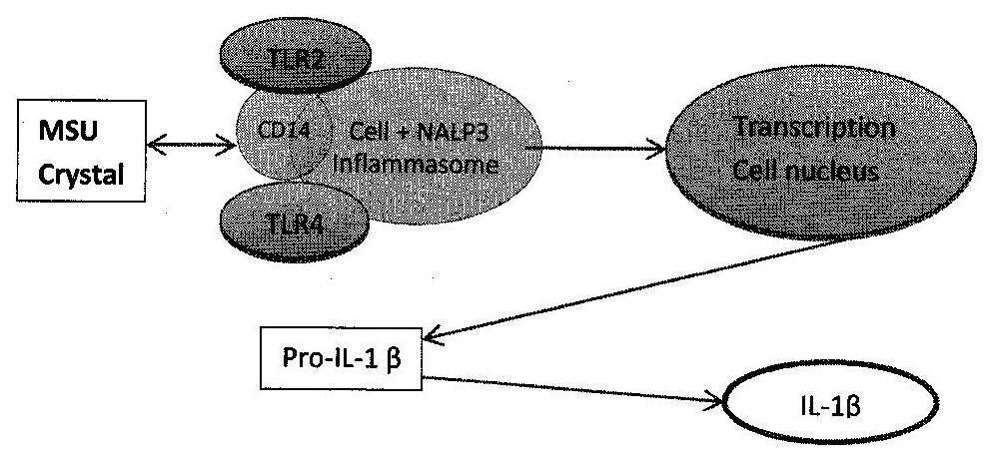 TLR2
MSU
Crystal
CD14
Cell + NALP3
Inflammasome
TLR4
Transcription
Cell nucleus
Pro-IL-1 β
IL-1β